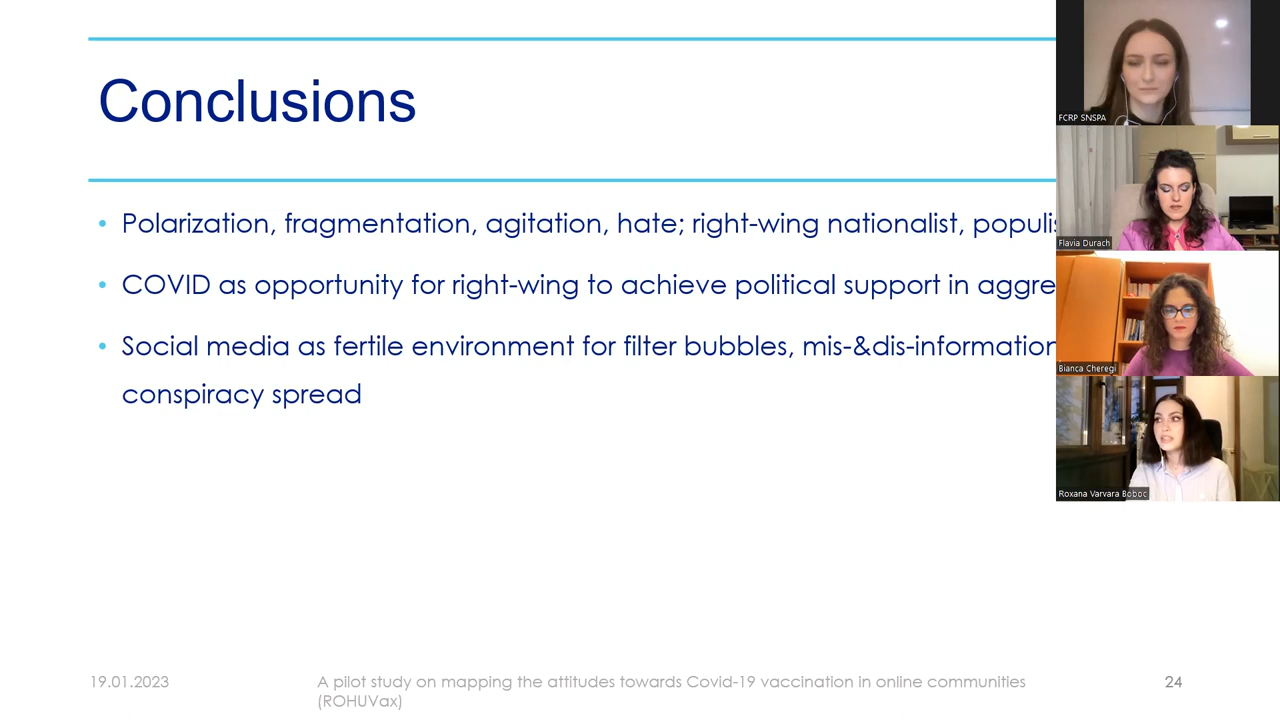 Conclusions
• Polarization, fragmentation, agitation, hate; right-wing nationalist, populis
• COVID as opportunity for right-wing to achieve political support in aggre
• Social media as fertile environment for filter bubbles, mis-&dis-information
conspiracy spread
19.01.2023
A pilot study on mapping the attitudes towards Covid-19 vaccination in online communities
(ROHUVax)
24
FCRP SNSPA
Flavia Durach
Bianca Cheregi
Roxana Varvara Boboc